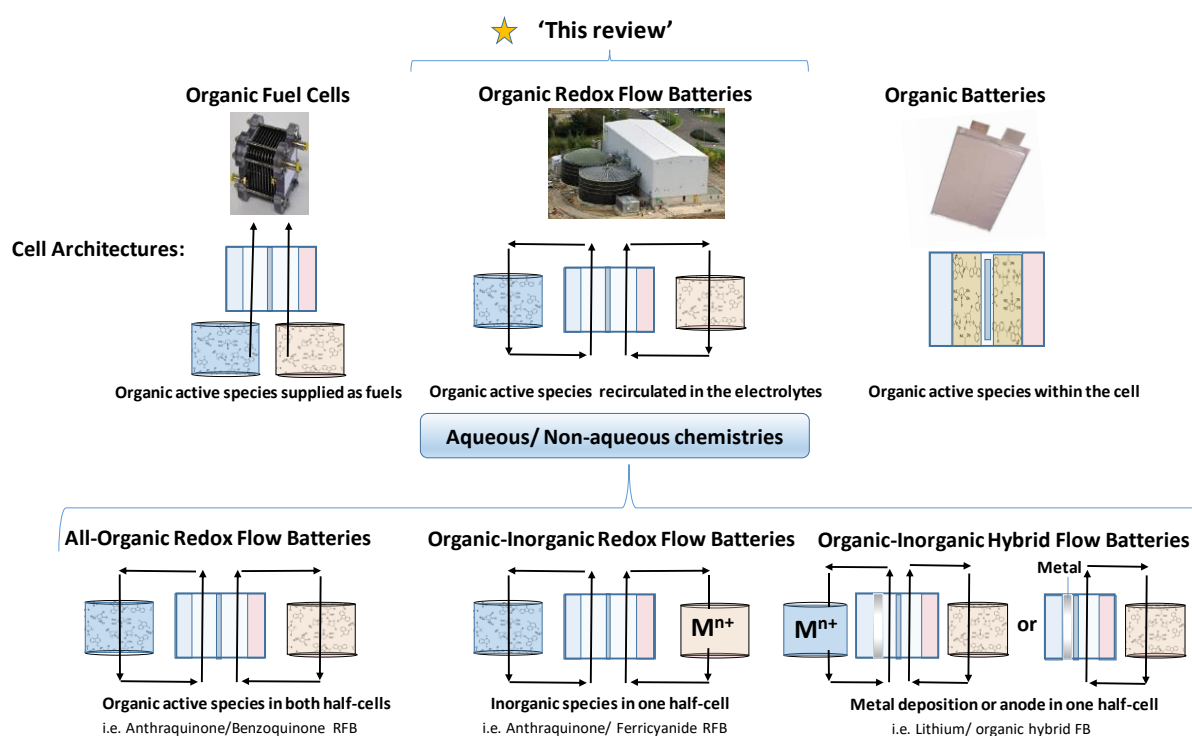 ‘This review’
Organic Fuel Cells
Organic Redox Flow Batteries
Organic Batteries
Cell Architectures:
Organic active species supplied as fuels
Organic active species recirculated in the electrolytes
Organic active species within the cell
Aqueous/ Non-aqueous chemistries
All-Organic Redox Flow Batteries
Organic-Inorganic Redox Flow Batteries
Organic-Inorganic Hybrid Flow Batteries
Metal
Mⁿ⁺
Mⁿ⁺
or
Organic active species in both half-cells
i.e. Anthraquinone/Benzoquinone RFB
Inorganic species in one half-cell
i.e. Anthraquinone/ Ferricyanide RFB
Metal deposition or anode in one half-cell
i.e. Lithium/ organic hybrid FB